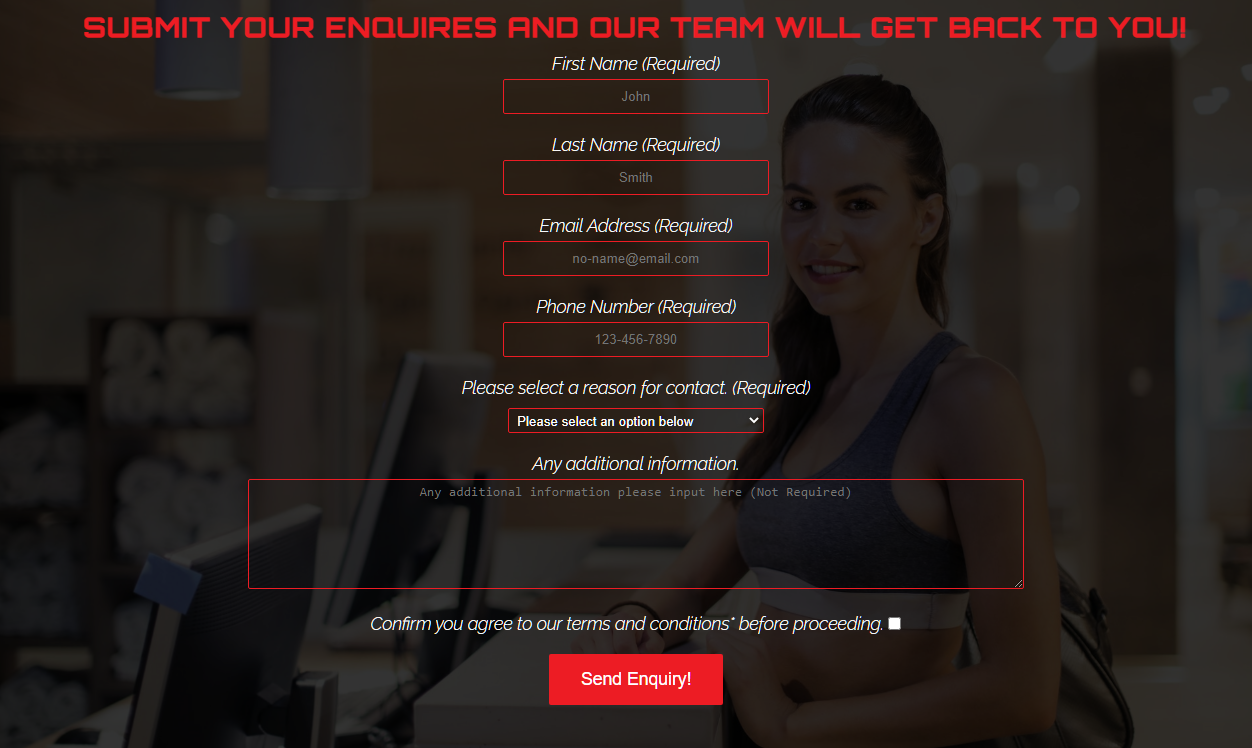 SUBMIT YOUR ENQUIRES AND OUR TEAM WILL GET BACK TO YOU!
First Name (Required)
John
Last Name (Required)
Smith
Email Address (Required)
no-name@email.com
Phone Number (Required)
123-456-7890
Please select a reason for contact. (Required)
Please select an option below
Any additional information.
Any additional information please input here (Not Required)
Confirm you agree to our terms and conditions* before proceeding.
Send Enquiry!